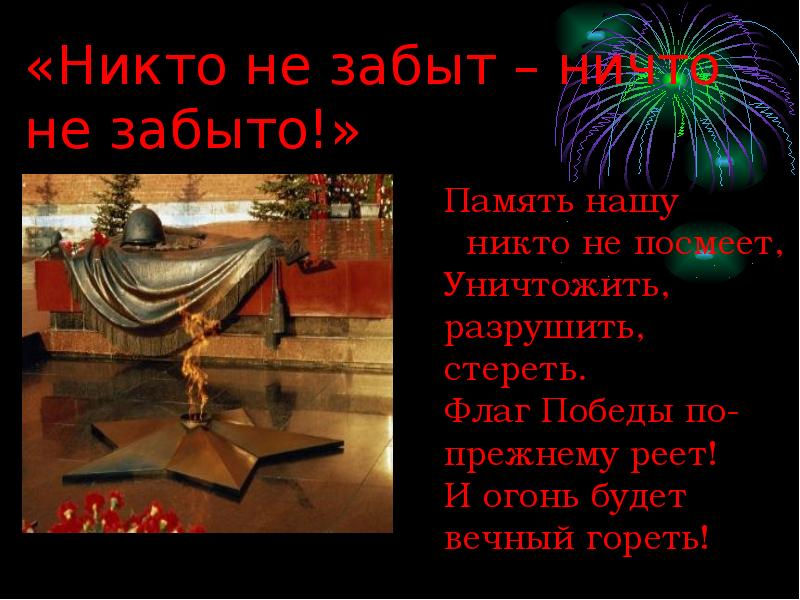 «Никто не забыт – ничто
не забыто!»
Память нашу
никто не посмеет,
Уничтожить,
разрушить,
стереть.
Флаг Победы по-
прежнему реет!
И огонь будет
вечный гореть!